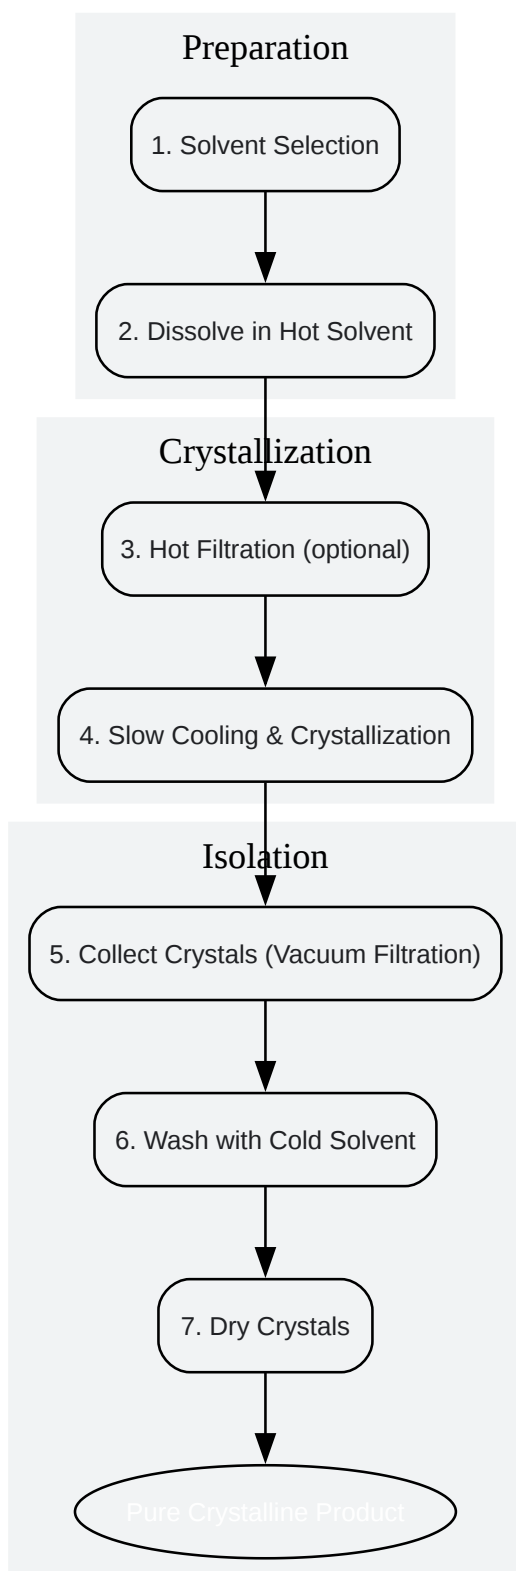 Preparation
1. Solvent Selection
2. Dissolve in Hot Solvent
Crystallization
3. Hot Filtration (optional)
4. Slow Cooling & Crystallization
Isolation
5. Collect Crystals (Vacuum Filtration)
6. Wash with Cold Solvent
7. Dry Crystals
Pure Crystalline Product